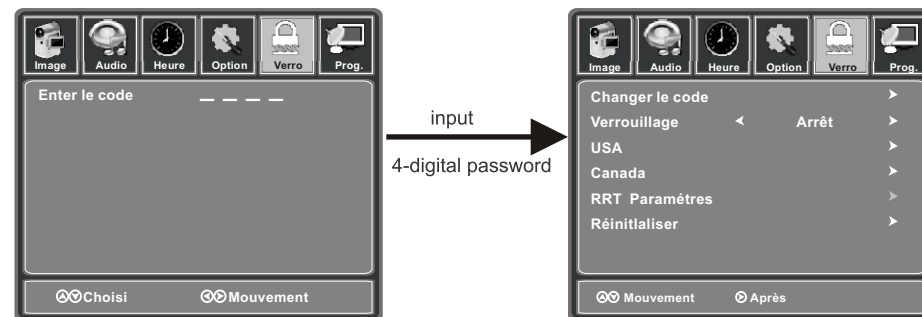 Image Audio Heure Option Verro Prog.
Enter le code _ _ _ _
Choisi Mouvement
input
4-digital password
Image Audio Heure Option Verro Prog.
Changer le code
Verrouillage Arrêt
USA
Canada
RRT Paramétres
Réinitlaliser
Mouvement Après